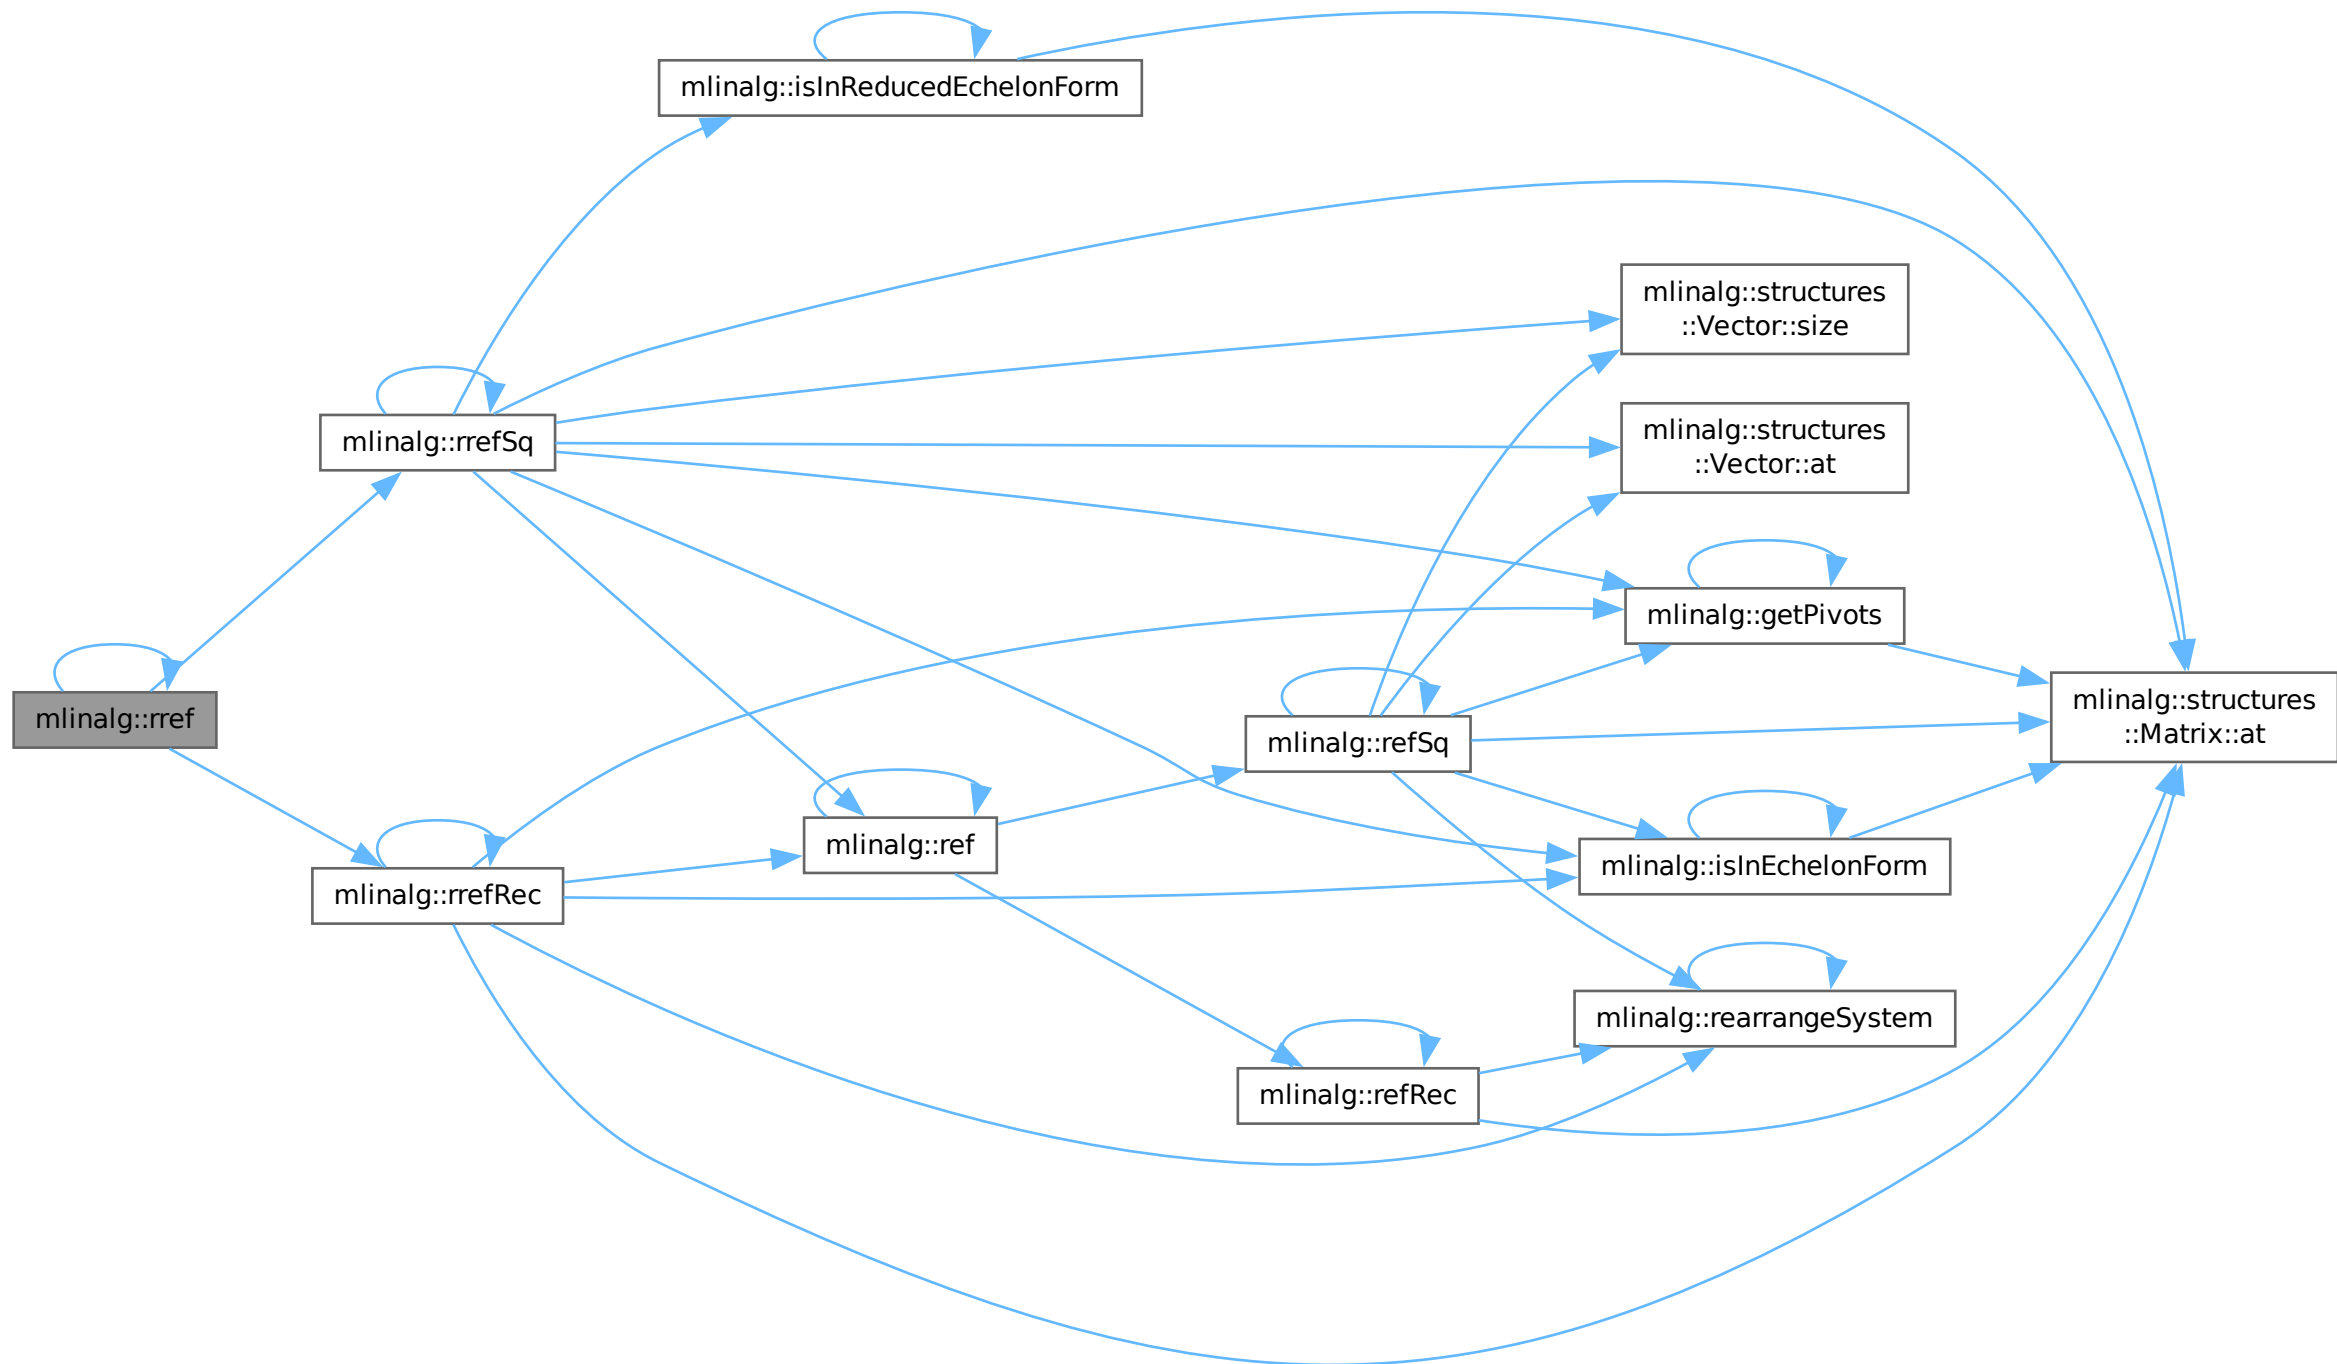 mlinalg::isInReducedEchelonForm
mlinalg::structures
::Vector::size
mlinalg::rrefSq
mlinalg::structures
::Vector::at
mlinalg::getPivots
mlinalg::rref
mlinalg::refSq
mlinalg::structures
::Matrix::at
mlinalg::ref
mlinalg::isInEchelonForm
mlinalg::rrefRec
mlinalg::rearrangeSystem
mlinalg::refRec